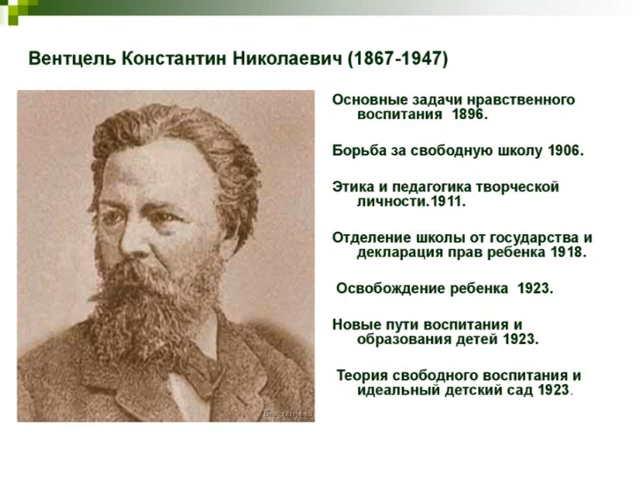 Вентцель Константин Николаевич (1867-1947)
Основные задачи нравственного
воспитания 1896.
Борьба за свободную школу 1906.
Этика и педагогика творческой
личности.1911.
Отделение школы от государства и
декларация прав ребенка 1918.
Освобождение ребенка 1923.
Новые пути воспитания и
образования детей 1923.
Теория свободного воспитания и
идеальный детский сад 1923.